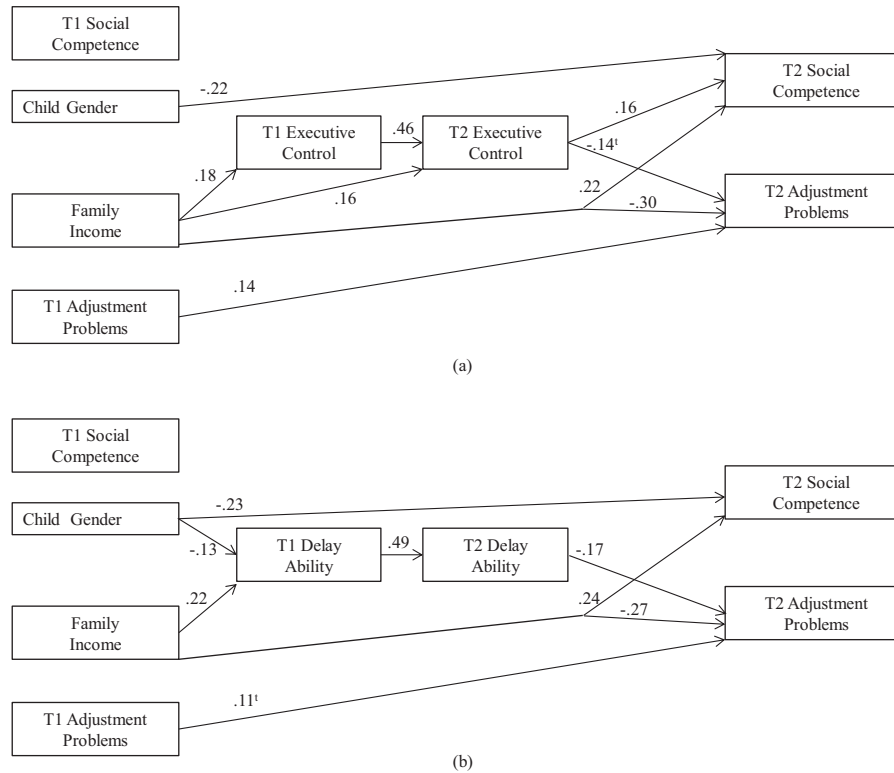 T1 Social
Competence
Child Gender
-.22
T2 Social
Competence
T1 Executive
Control
.46
T2 Executive
Control
.16
-.14ᵗ
.18
.16
.22
-.30
Family
Income
T2 Adjustment
Problems
T1 Adjustment
Problems
.14
(a)
T1 Social
Competence
Child Gender
-.23
T2 Social
Competence
-.13
T1 Delay
Ability
.49
T2 Delay
Ability
-.17
.22
.24
-.27
Family
Income
T2 Adjustment
Problems
T1 Adjustment
Problems
.11ᵗ
(b)